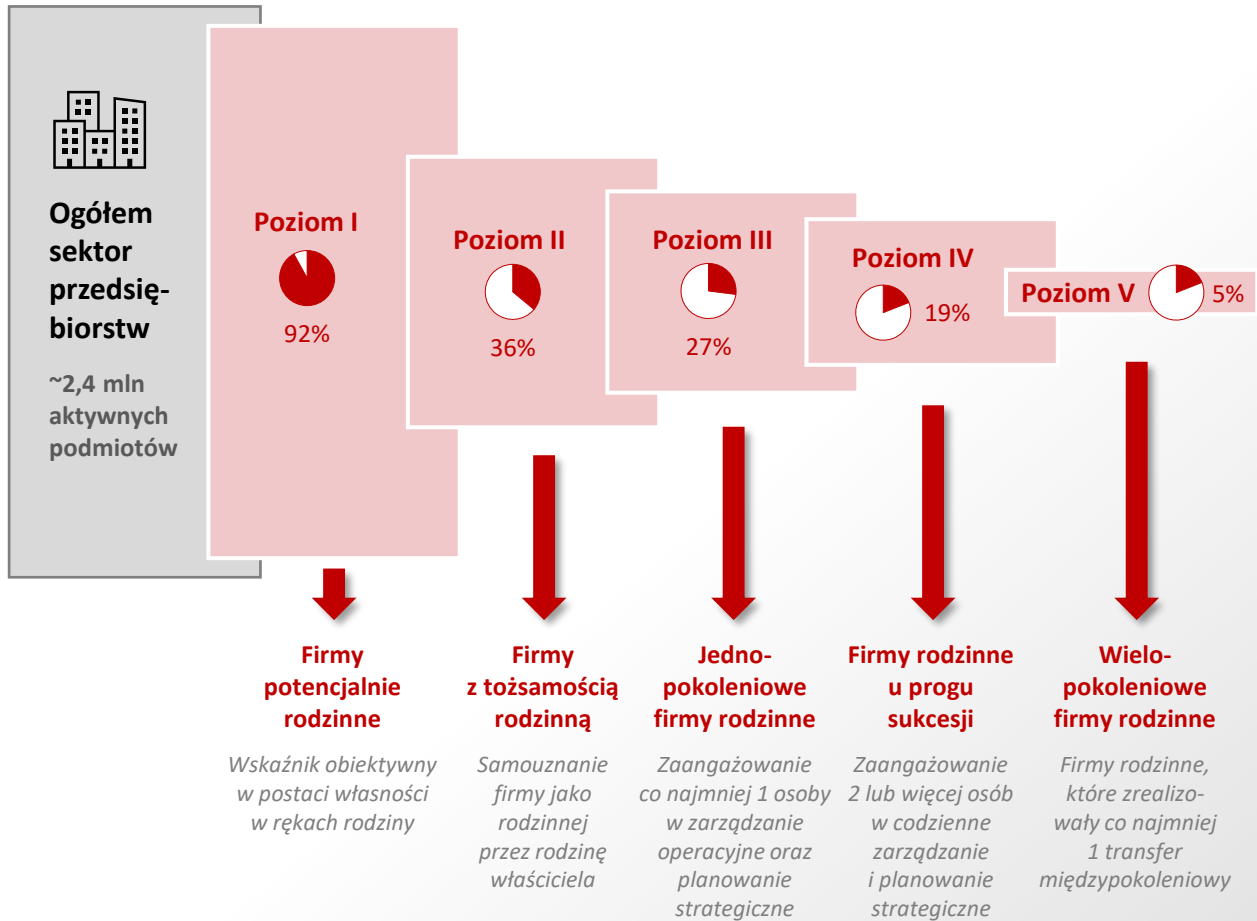 Ogółem
sektor
przedsię-
biorstw
~2,4 mln
aktywnych
podmiotów
Poziom I
92%
Poziom II
36%
Poziom III
27%
Poziom IV
19%
Poziom V
5%
Firmy
potencjalnie
rodzinne
Wskaźnik obiektywny
w postaci własności
w rękach rodziny
Firmy
z tożsamością
rodzinną
Samouznanie
firmy jako
rodzinnej
przez rodzinę
właściciela
Jedno-
pokoleniowe
firmy rodzinne
Zaangażowanie
co najmniej 1 osoby
w zarządzanie
operacyjne oraz
planowanie
strategiczne
Firmy rodzinne
u progu
sukcesji
Zaangażowanie
2 lub więcej osób
w codzienne
zarządzanie
i planowanie
strategiczne
Wielo-
pokoleniowe
firmy rodzinne
Firmy rodzinne,
które zrealizo-
wały co najmniej
1 transfer
międzypokoleniowy